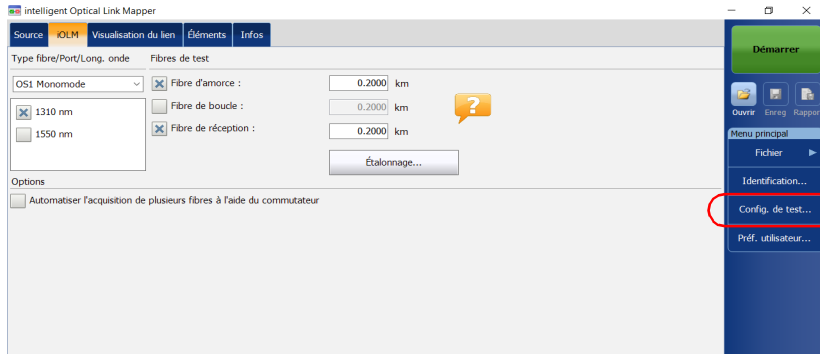 intelligent Optical Link Mapper
Source iOLM Visualisation du lien Éléments Infos
Type fibre/Port/Long. onde Fibres de test
OS1 Monomode
1310 nm
1550 nm
Fibre d'amorce : 0.2000 km
Fibre de boucle : 0.2000 km
Fibre de réception : 0.2000 km
?
Étalonnage...
Options
Automatiser l'acquisition de plusieurs fibres à l'aide du commutateur
Démarrer
Ouvrir Enreg Rappor
Menu principal
Fichier
Identification...
Config. de test...
Préf. utilisateur...